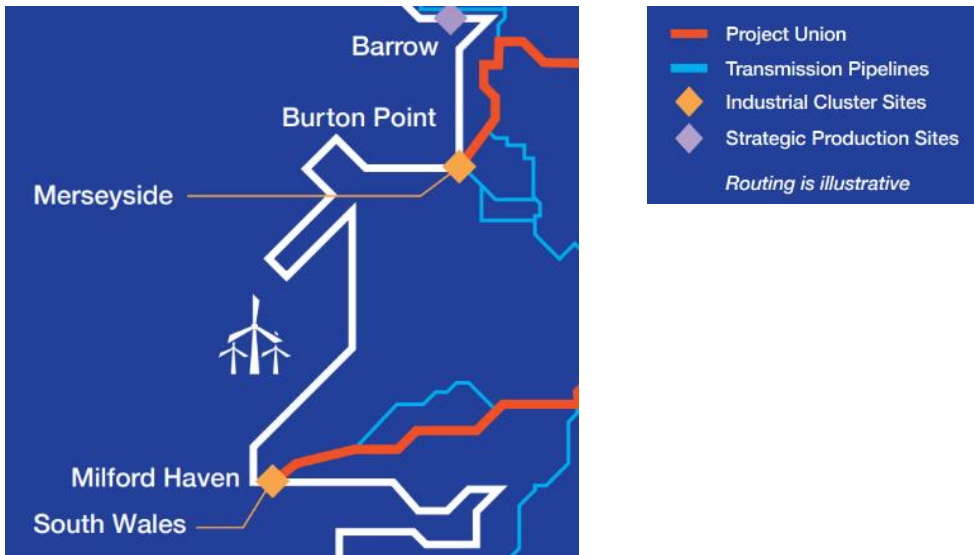 Barrow
Burton Point
Merseyside
Milford Haven
South Wales
Project Union
Transmission Pipelines
Industrial Cluster Sites
Strategic Production Sites
Routing is illustrative